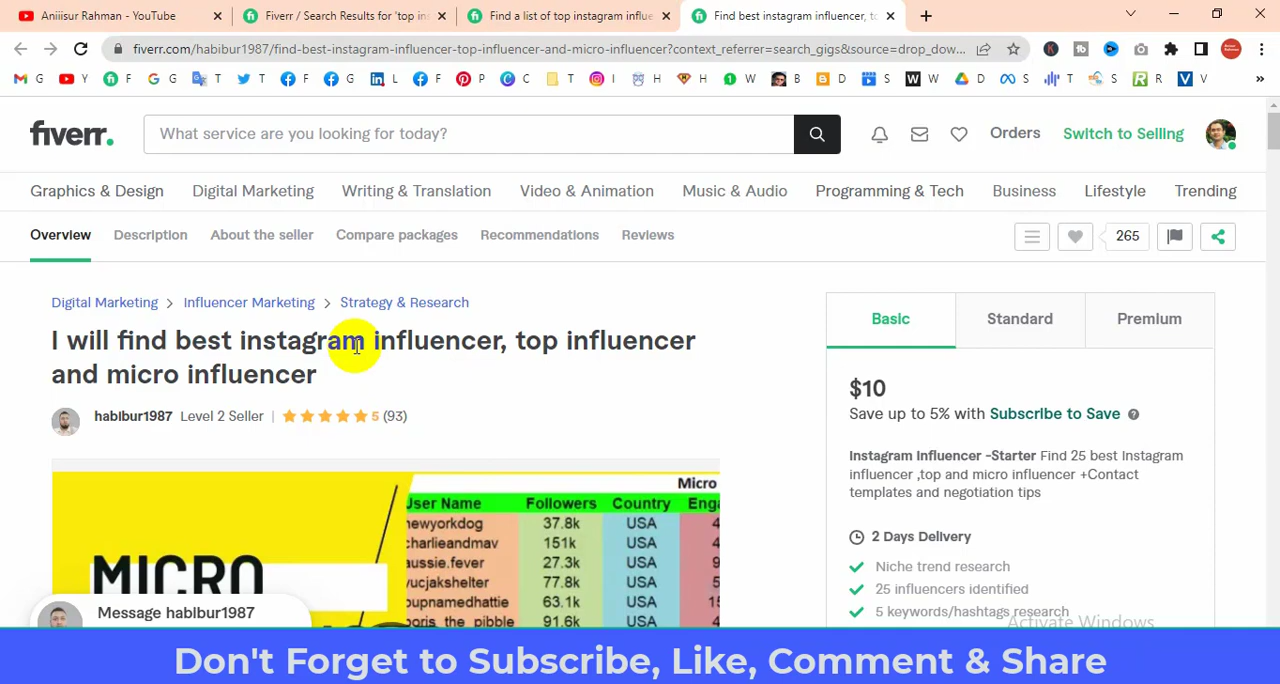 Aniiisur Rahman - YouTube
Fiverr / Search Results for 'top in
Find a list of top instagram influe
Find best instagram influencer, to
fiverr.com/habibur1987/find-best-instagram-influencer-top-influencer-and-micro-influencer?context_referrer=search_gigs&source=drop_dow...
G Y F G T T F G L F P C T I H H W B D S W D S T S R V »
fiverr.
What service are you looking for today?
Orders
Switch to Selling
Graphics & Design Digital Marketing Writing & Translation Video & Animation Music & Audio Programming & Tech Business Lifestyle Trending
Overview Description About the seller Compare packages Recommendations Reviews
265
Digital Marketing > Influencer Marketing > Strategy & Research
I will find best instagram influencer, top influencer
and micro influencer
habibur1987 Level 2 Seller | 5 (93)
Basic Standard Premium
$10
Save up to 5% with Subscribe to Save
Instagram Influencer -Starter Find 25 best Instagram
influencer ,top and micro influencer +Contact
templates and negotiation tips
2 Days Delivery
Niche trend research
25 influencers identified
5 keywords/hashtags research
Activate Windows
MICRO
Micro
User Name Followers Country Eng
newyorkdog 37.8k USA 4
charlieandmav 151k USA 4
aussie.fever 27.3k USA 9
77.8k USA 5
pupnamedhattie 63.1k USA 15
boris_the_pibble 91.6k USA
Message habibur1987
Don't Forget to Subscribe, Like, Comment & Share